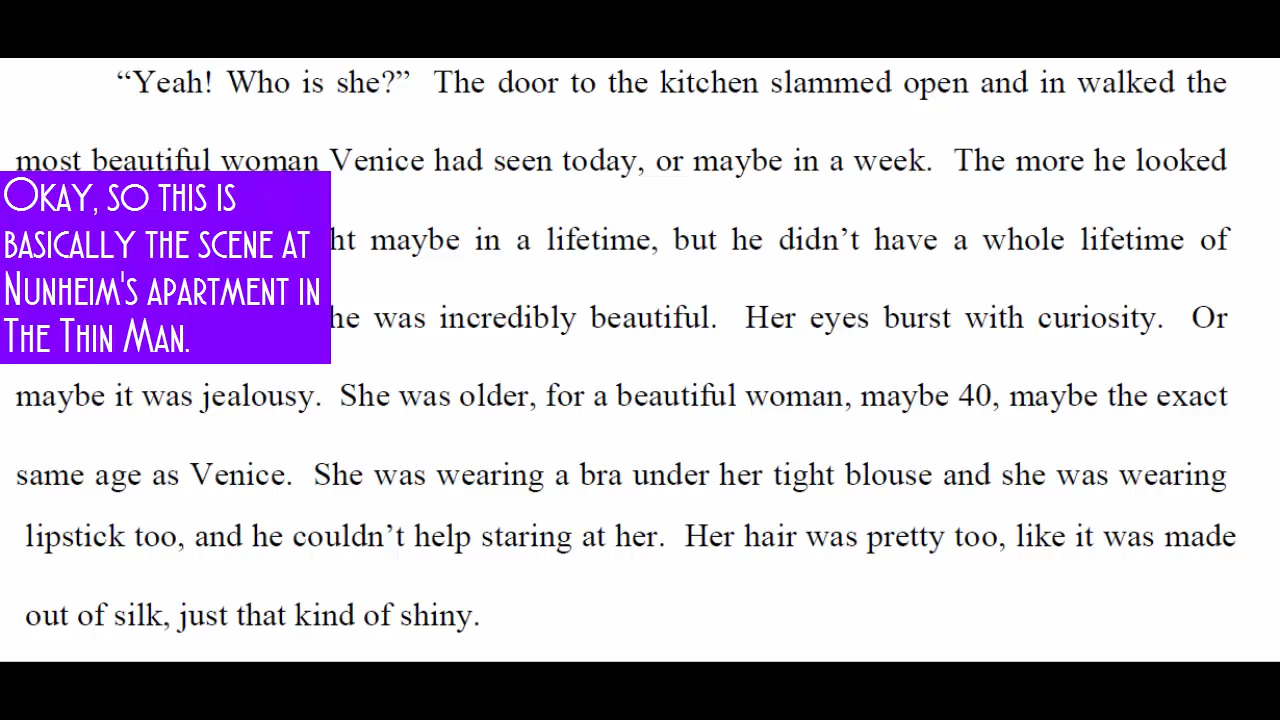 “Yeah! Who is she?” The door to the kitchen slammed open and in walked the
most beautiful woman Venice had seen today, or maybe in a week. The more he looked
Okay, so this is
basically the scene at
Nunheim's apartment in
The Thin Man.
ht maybe in a lifetime, but he didn’t have a whole lifetime of
he was incredibly beautiful. Her eyes burst with curiosity. Or
maybe it was jealousy. She was older, for a beautiful woman, maybe 40, maybe the exact
same age as Venice. She was wearing a bra under her tight blouse and she was wearing
lipstick too, and he couldn’t help staring at her. Her hair was pretty too, like it was made
out of silk, just that kind of shiny.